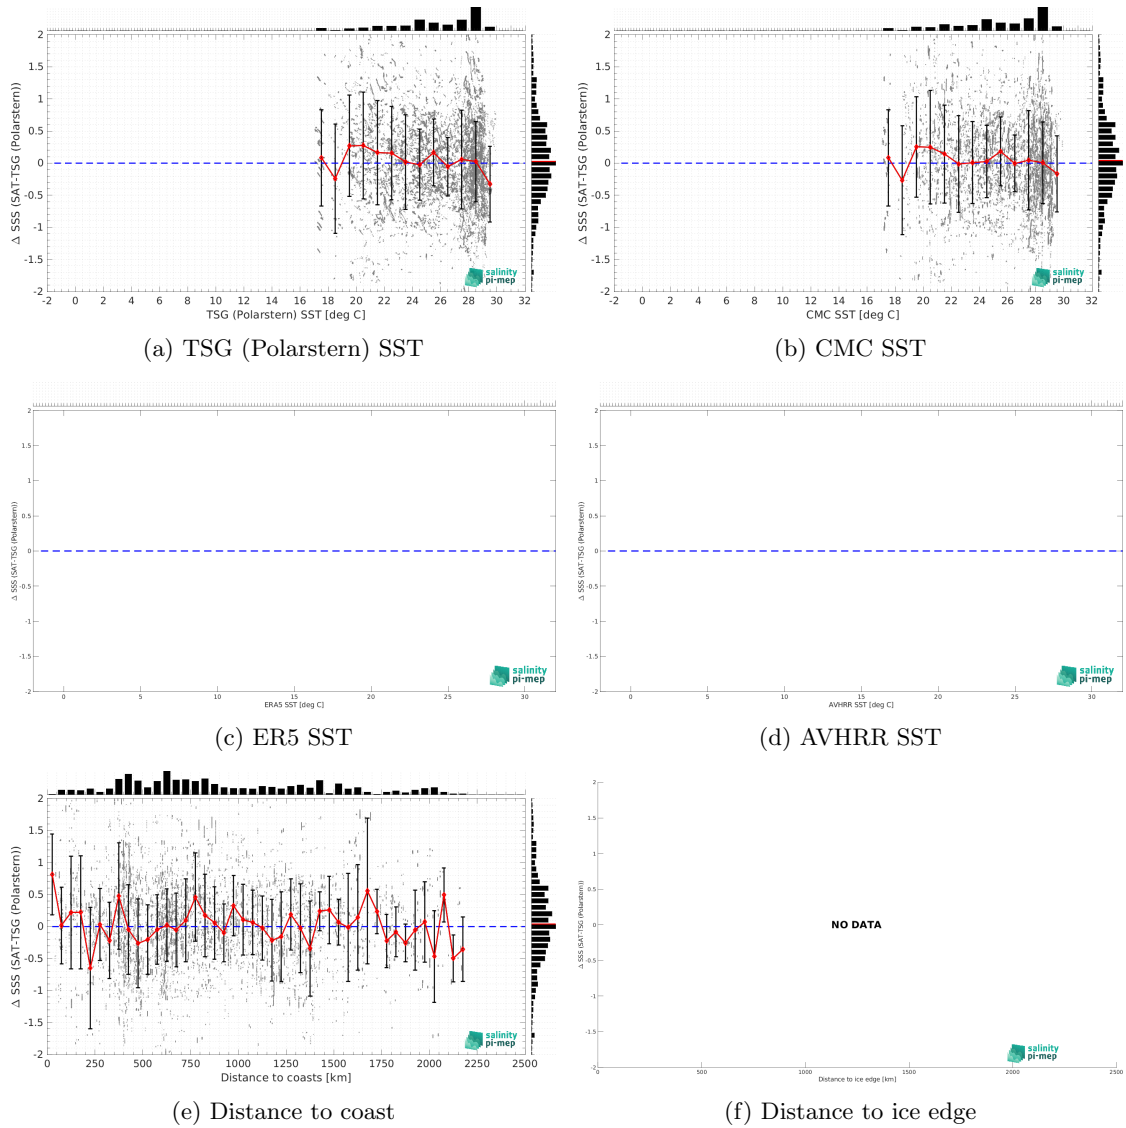 2
1.5
1
0.5
0
-0.5
-1
-1.5
-2
Δ SSS (SAT-TSG (Polarstern))
salinity
pi-mep
-2 0 2 4 6 8 10 12 14 16 18 20 22 24 26 28 30 32
TSG (Polarstern) SST [deg C]
(a) TSG (Polarstern) SST
2
1.5
1
0.5
0
-0.5
-1
-1.5
-2
Δ SSS (SAT-TSG (Polarstern))
salinity
pi-mep
-2 0 2 4 6 8 10 12 14 16 18 20 22 24 26 28 30 32
CMC SST [deg C]
(b) CMC SST
2
1.5
1
0.5
0
-0.5
-1
-1.5
-2
Δ SSS (SAT-TSG (Polarstern))
salinity
pi-mep
0 5 10 15 20 25 30
ERA5 SST [deg C]
(c) ER5 SST
2
1.5
1
0.5
0
-0.5
-1
-1.5
-2
Δ SSS (SAT-TSG (Polarstern))
salinity
pi-mep
0 5 10 15 20 25 30
AVHRR SST [deg C]
(d) AVHRR SST
2
1.5
1
0.5
0
-0.5
-1
-1.5
-2
Δ SSS (SAT-TSG (Polarstern))
salinity
pi-mep
0 250 500 750 1000 1250 1500 1750 2000 2250 2500
Distance to coasts [km]
(e) Distance to coast
2
1.5
1
0.5
0
-0.5
-1
-1.5
-2
Δ SSS (SAT-TSG (Polarstern))
NO DATA
salinity
pi-mep
0 500 1000 1500 2000 2500
Distance to ice edge [km]
(f) Distance to ice edge